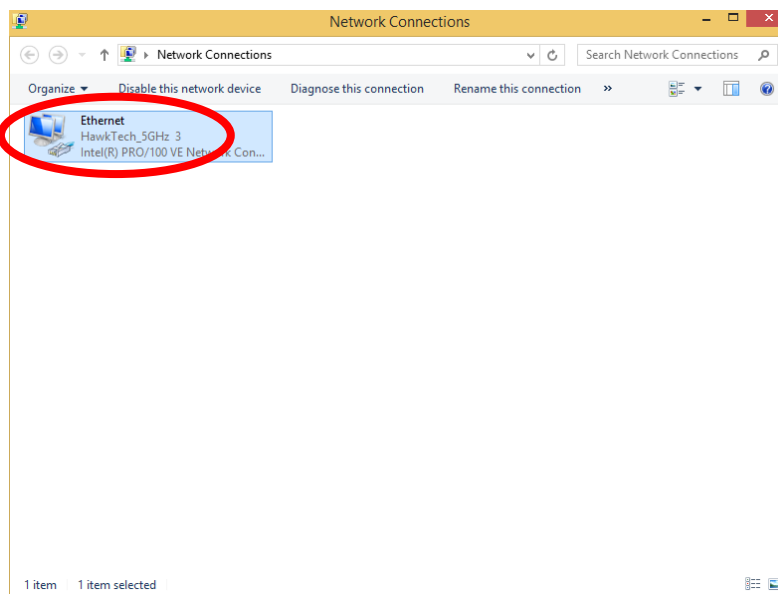 Network Connections
Network Connections
Search Network Connections
Organize Disable this network device Diagnose this connection Rename this connection »
Ethernet
HawkTech_5GHz 3
Intel(R) PRO/100 VE Network Con...
1 item 1 item selected